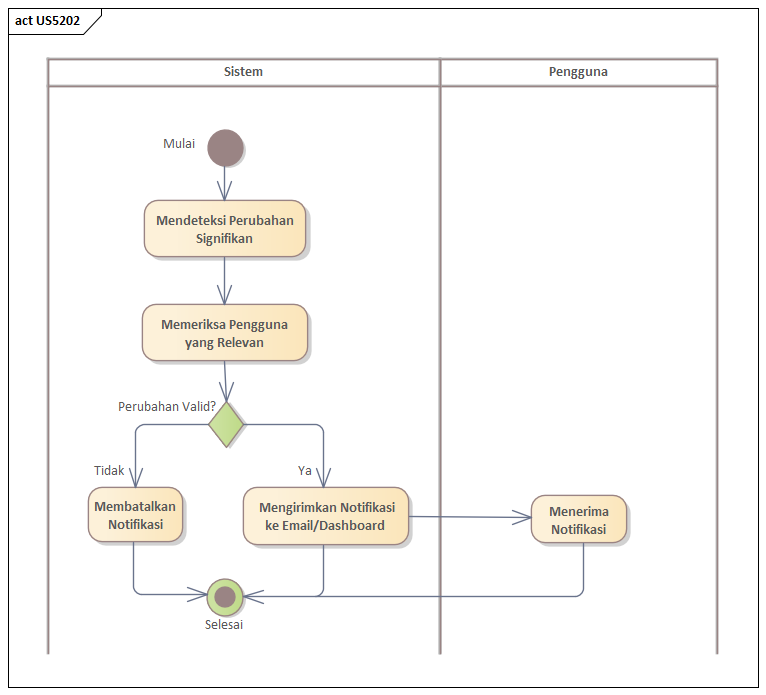 act US5202
Sistem
Pengguna
Mulai
Mendeteksi Perubahan
Signifikan
Memeriksa Pengguna
yang Relevan
Perubahan Valid?
Tidak
Ya
Membatalkan
Notifikasi
Mengirimkan Notifikasi
ke Email/Dashboard
Menerima
Notifikasi
Selesai